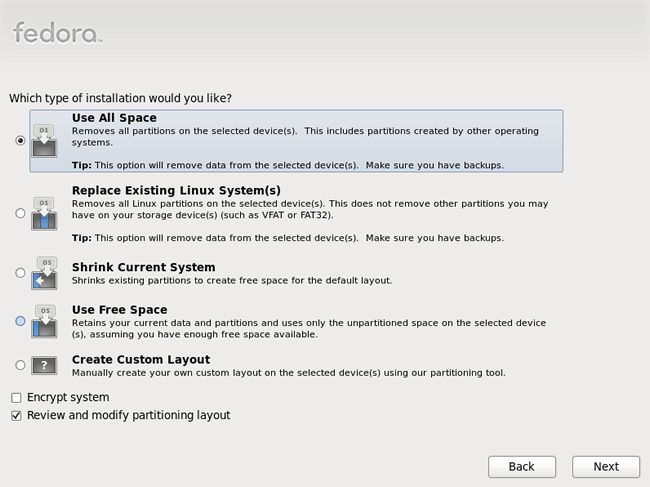 fedora™
Which type of installation would you like?
Use All Space
OS
Removes all partitions on the selected device(s). This includes partitions created by other operating
systems.
Tip: This option will remove data from the selected device(s). Make sure you have backups.
Replace Existing Linux System(s)
OS
Removes all Linux partitions on the selected device(s). This does not remove other partitions you may
have on your storage device(s) (such as VFAT or FAT32).
Tip: This option will remove data from the selected device(s). Make sure you have backups.
Shrink Current System
OS
Shrinks existing partitions to create free space for the default layout.
Use Free Space
OS
Retains your current data and partitions and uses only the unpartitioned space on the selected device
(s), assuming you have enough free space available.
Create Custom Layout
?
Manually create your own custom layout on the selected device(s) using our partitioning tool.
Encrypt system
Review and modify partitioning layout
Back
Next